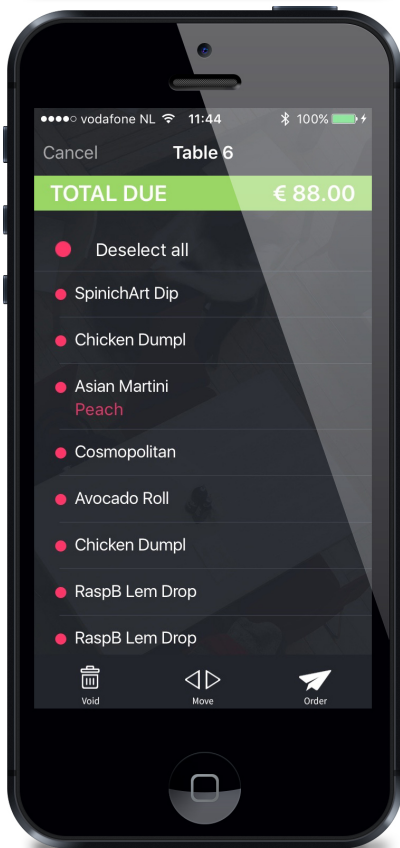 vodafone NL 11:44 100%
Cancel Table 6
TOTAL DUE € 88.00
Deselect all
SpinichArt Dip
Chicken Dumpl
Asian Martini
Peach
Cosmopolitan
Avocado Roll
Chicken Dumpl
RaspB Lem Drop
RaspB Lem Drop
Void Move Order